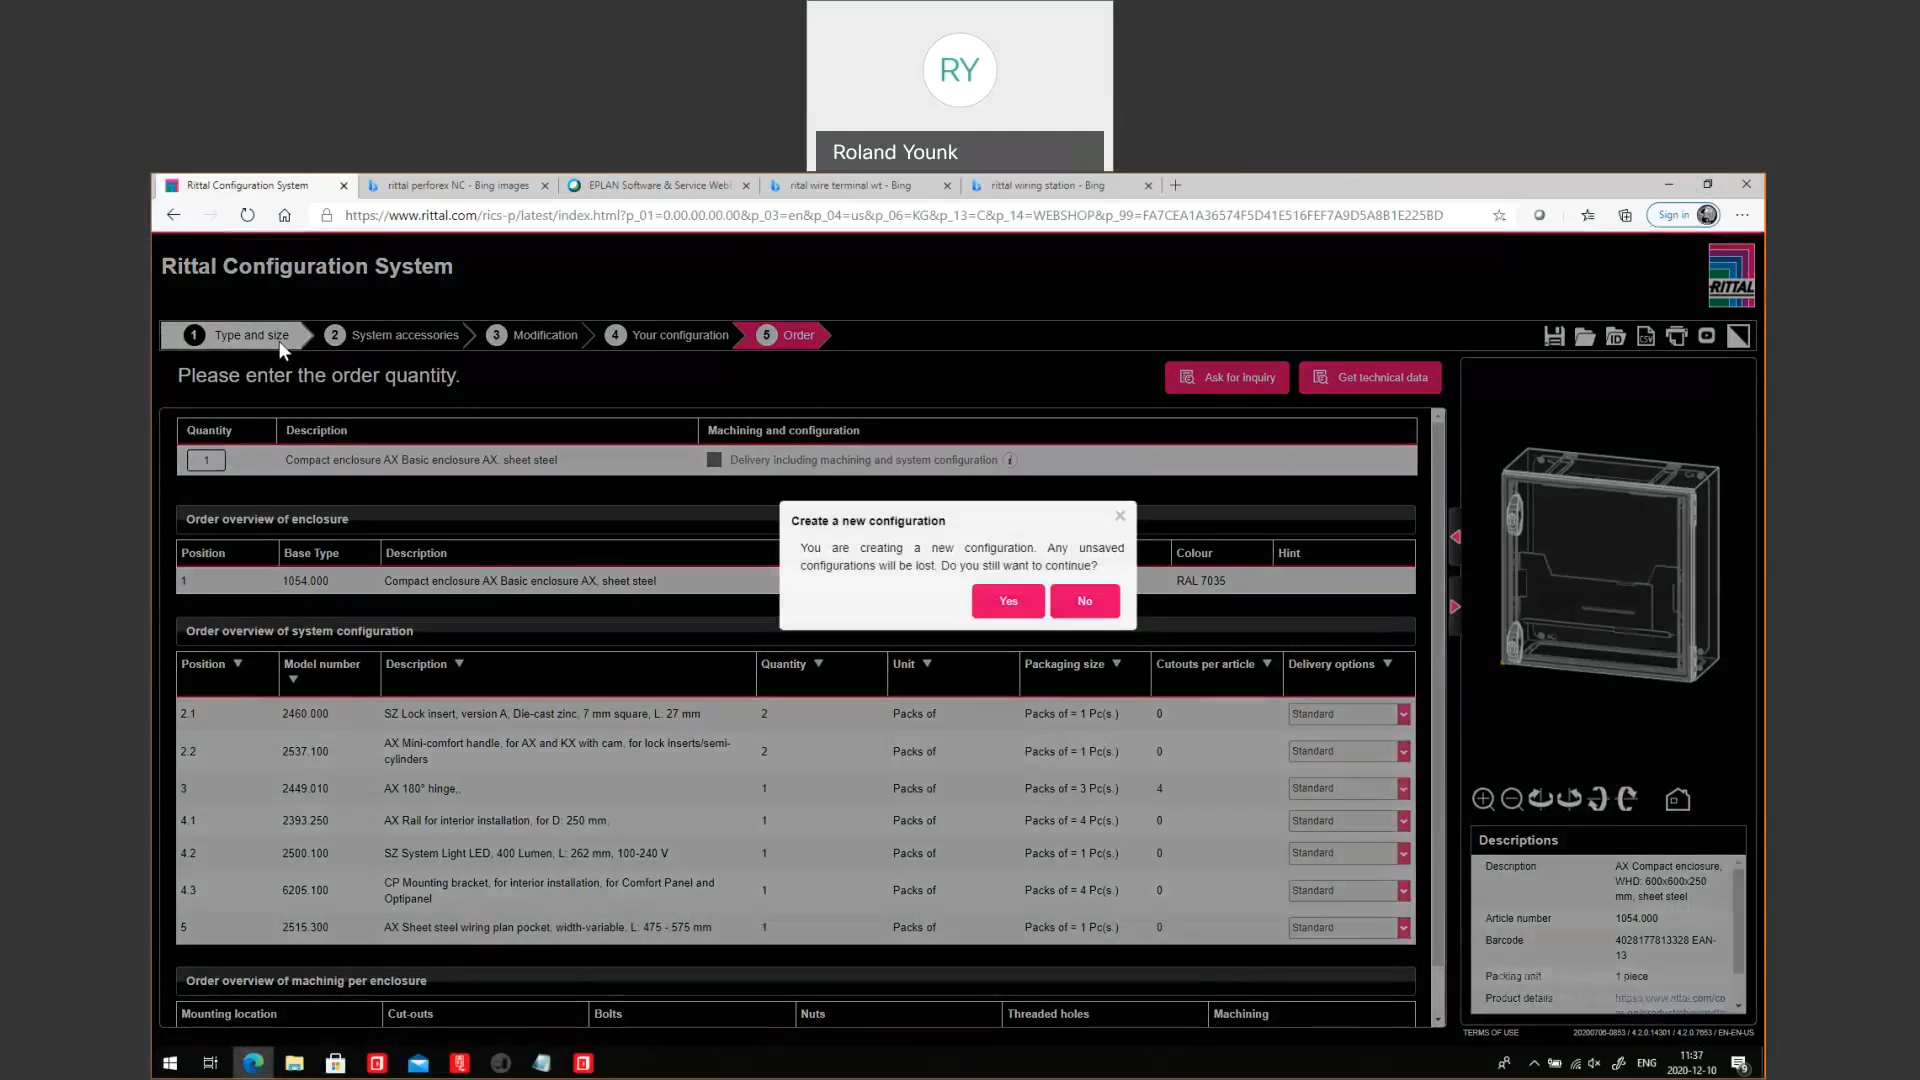 RY
Roland Younk
Rittal Configuration System
rittal perforex NC - Bing images
EPLAN Software & Service Web
rital wire terminal wt - Bing
rittal wiring station - Bing
https://www.rittal.com/rics-p/latest/index.html?p_01=0.00.00.00.00&p_03=en&p_04=us&p_06=KG&p_13=C&p_14=WEBSHOP&p_99=FA7CEA1A36574F5D41E516FEF7A9D5A8B1E225BD
Sign in
Rittal Configuration System
RITTAL
1 Type and size
2 System accessories
3 Modification
4 Your configuration
5 Order
Please enter the order quantity.
Ask for inquiry
Get technical data
Quantity Description Machining and configuration
1 Compact enclosure AX Basic enclosure AX, sheet steel Delivery including machining and system configuration i
Create a new configuration
You are creating a new configuration. Any unsaved
configurations will be lost. Do you still want to continue?
Yes No
Order overview of enclosure
Position Base Type Description Colour Hint
1 1054.000 Compact enclosure AX Basic enclosure AX, sheet steel RAL 7035
Order overview of system configuration
Position Model number Description Quantity Unit Packaging size Cutouts per article Delivery options
2.1 2460.000 SZ Lock insert, version A, Die-cast zinc, 7 mm square, L: 27 mm 2 Packs of Packs of = 1 Pc(s.) 0 Standard
2.2 2537.100 AX Mini-comfort handle, for AX and KX with cam, for lock inserts/semi-
cylinders 2 Packs of Packs of = 1 Pc(s.) 0 Standard
3 2449.010 AX 180° hinge,, 1 Packs of Packs of = 3 Pc(s.) 4 Standard
4.1 2393.250 AX Rail for interior installation, for D: 250 mm, 1 Packs of Packs of = 4 Pc(s.) 0 Standard
4.2 2500.100 SZ System Light LED, 400 Lumen, L: 262 mm, 100-240 V 1 Packs of Packs of = 1 Pc(s.) 0 Standard
4.3 6205.100 CP Mounting bracket, for interior installation, for Comfort Panel and
Optipanel 1 Packs of Packs of = 4 Pc(s.) 0 Standard
5 2515.300 AX Sheet steel wiring plan pocket, width-variable, L: 475 - 575 mm 1 Packs of Packs of = 1 Pc(s.) 0 Standard
Order overview of machinig per enclosure
Mounting location Cut-outs Bolts Nuts Threaded holes Machining
Descriptions
Description AX Compact enclosure,
WHD: 600x600x250
mm, sheet steel
Article number 1054.000
Barcode 4028177813328 EAN-
13
Packing unit 1 piece
Product details https://www.rittal.com/co
TERMS OF USE 20200706-0853 / 4.2.0.14301 / 4.2.0.7653 / EN-EN-US
ENG
11:37
2020-12-10